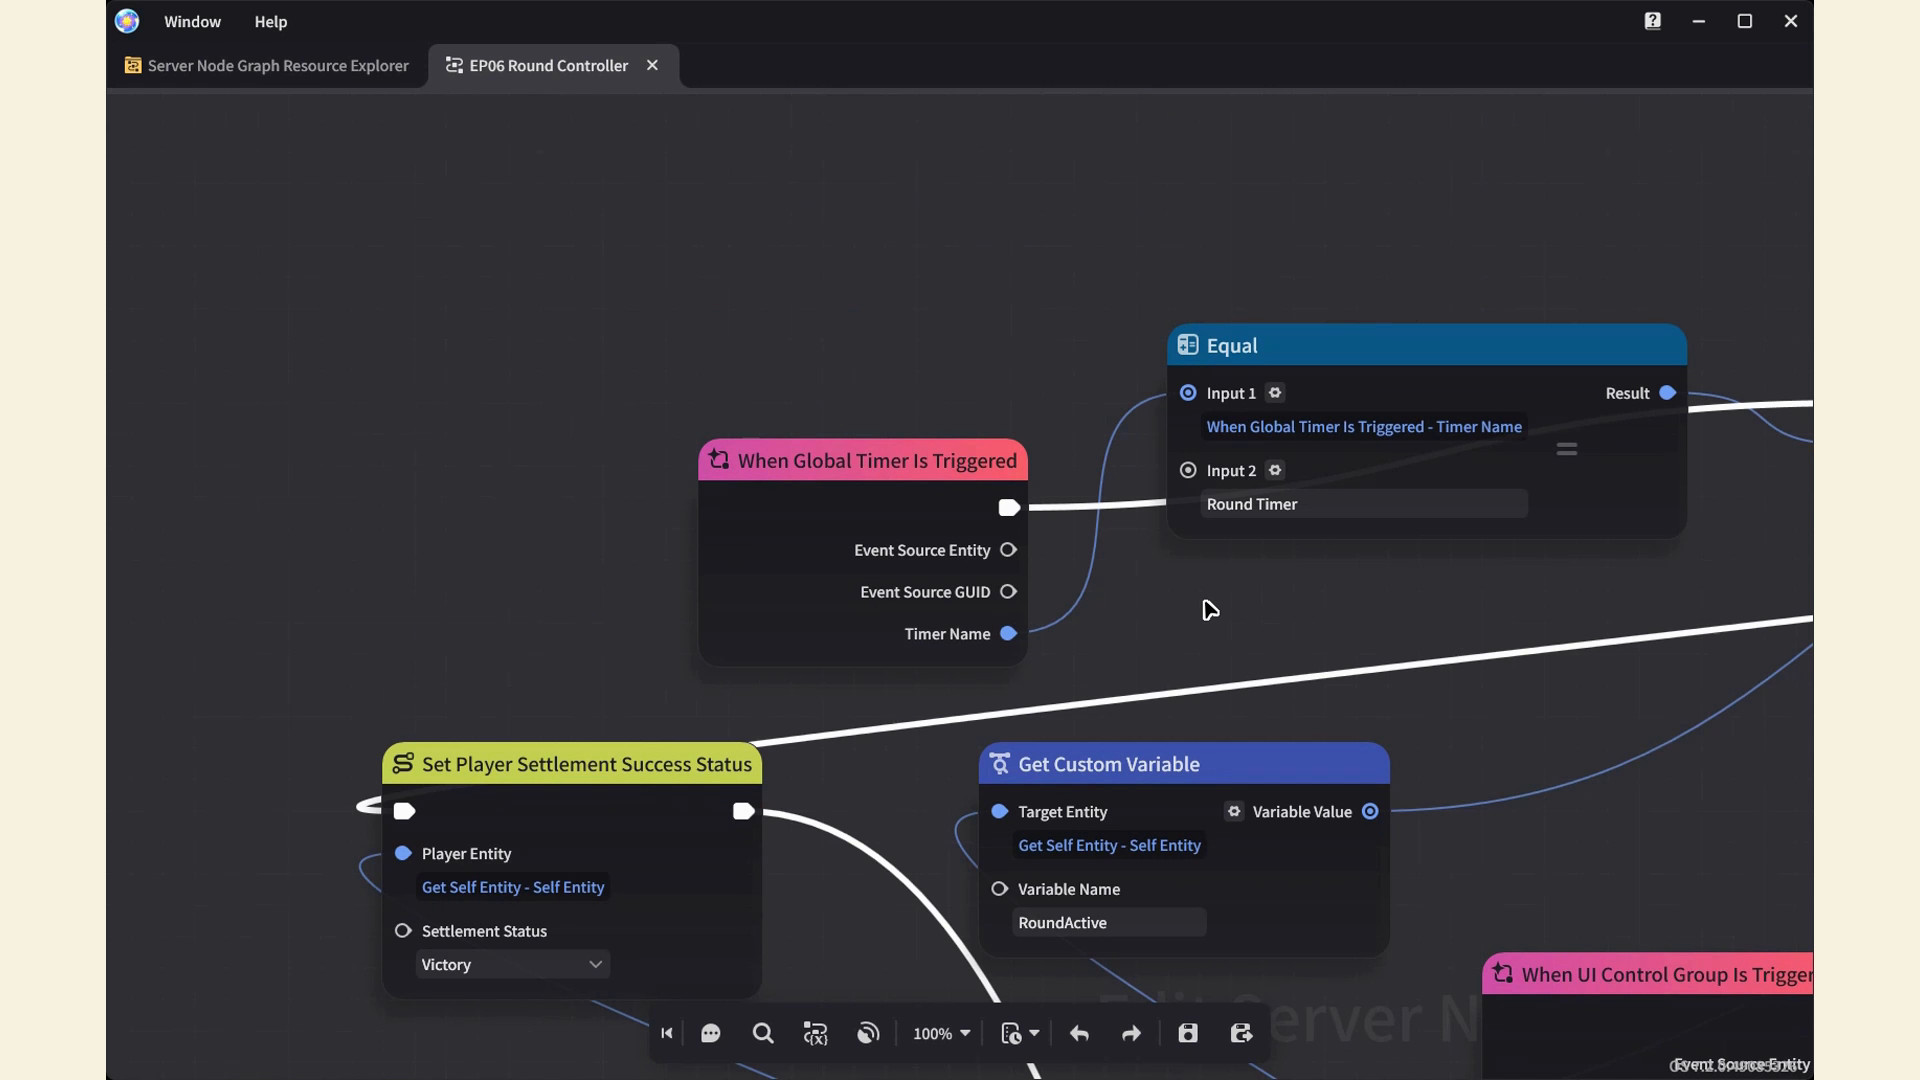 Window
Help
Server Node Graph Resource Explorer
EP06 Round Controller
Equal
Input 1
Result
When Global Timer Is Triggered - Timer Name
Input 2
Round Timer
When Global Timer Is Triggered
Event Source Entity
Event Source GUID
Timer Name
Set Player Settlement Success Status
Player Entity
Get Self Entity - Self Entity
Settlement Status
Victory
Get Custom Variable
Target Entity
Variable Value
Get Self Entity - Self Entity
Variable Name
RoundActive
When UI Control Group Is Trigger
Event Source Entity
100%